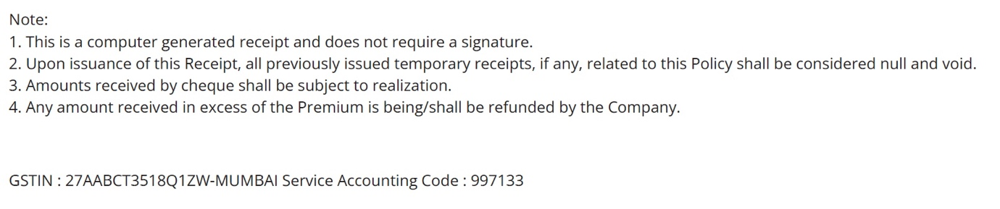 Note:
1. This is a computer generated receipt and does not require a signature.
2. Upon issuance of this Receipt, all previously issued temporary receipts, if any, related to this Policy shall be considered null and void.
3. Amounts received by cheque shall be subject to realization.
4. Any amount received in excess of the Premium is being/shall be refunded by the Company.
GSTIN : 27AABCT3518Q1ZW-MUMBAI Service Accounting Code : 997133